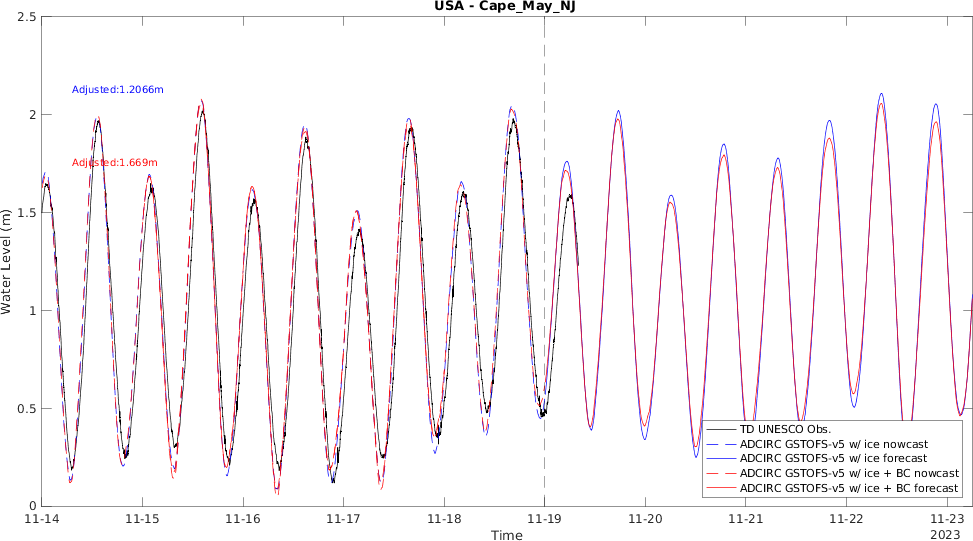 USA - Cape_May_NJ
2.5
Adjusted:1.2066m
2
Adjusted:1.669m
1.5
Water Level (m)
1
0.5
TD UNESCO Obs.
ADCIRC GSTOFS-v5 w/ ice nowcast
ADCIRC GSTOFS-v5 w/ ice forecast
ADCIRC GSTOFS-v5 w/ ice + BC nowcast
ADCIRC GSTOFS-v5 w/ ice + BC forecast
0
11-14 11-15 11-16 11-17 11-18 11-19 11-20 11-21 11-22 11-23
2023
Time